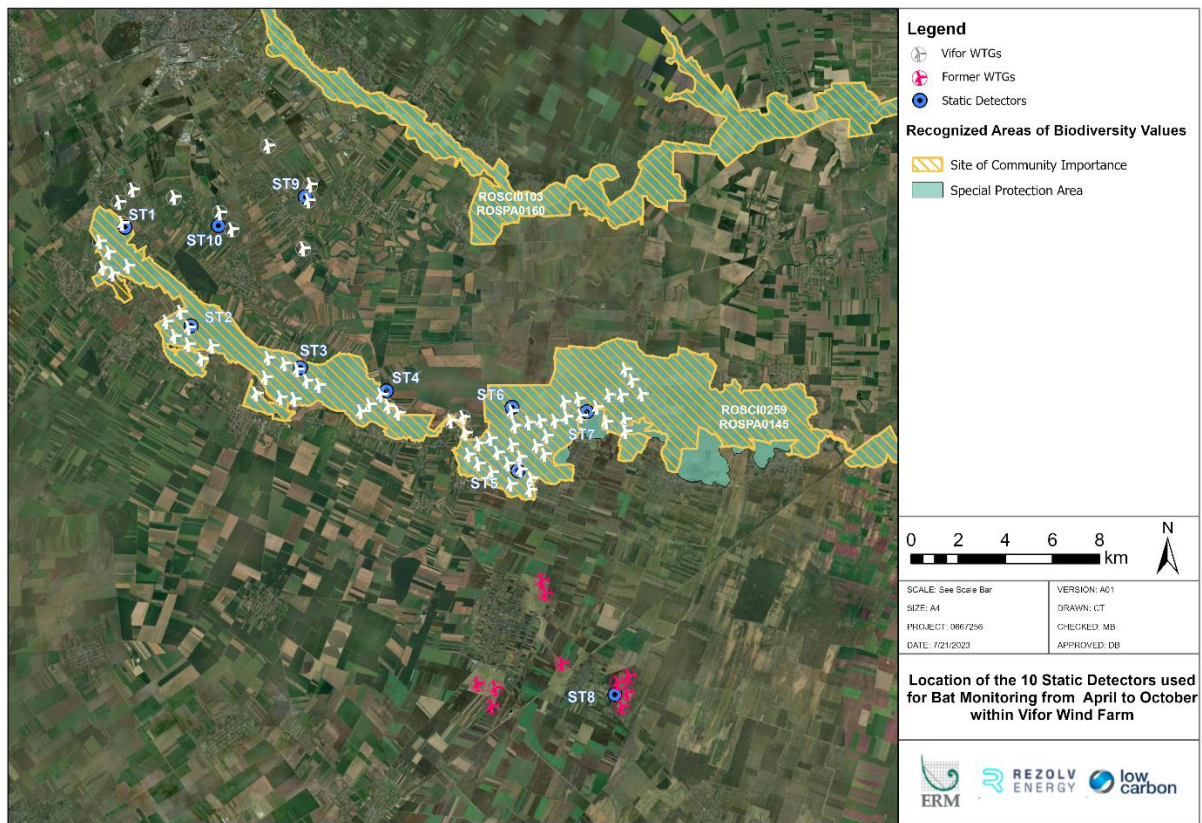 ST9
ROSCI0103
ROSPA0160
ST1
ST10
ST2
ST3
ST4
ST6
ROSCI0259
ROSPA0145
ST7
ST5
ST8
Legend
Vifor WTGs
Former WTGs
Static Detectors
Recognized Areas of Biodiversity Values
Site of Community Importance
Special Protection Area
0 2 4 6 8
km
N
SCALE: See Scale Bar
VERSION: A01
SIZE: A4
DRAWN: CT
PROJECT: 0667256
CHECKED: MB
DATE: 7/21/2023
APPROVED: DB
Location of the 10 Static Detectors used
for Bat Monitoring from April to October
within Vifor Wind Farm
ERM
REZOLV
ENERGY
low
carbon